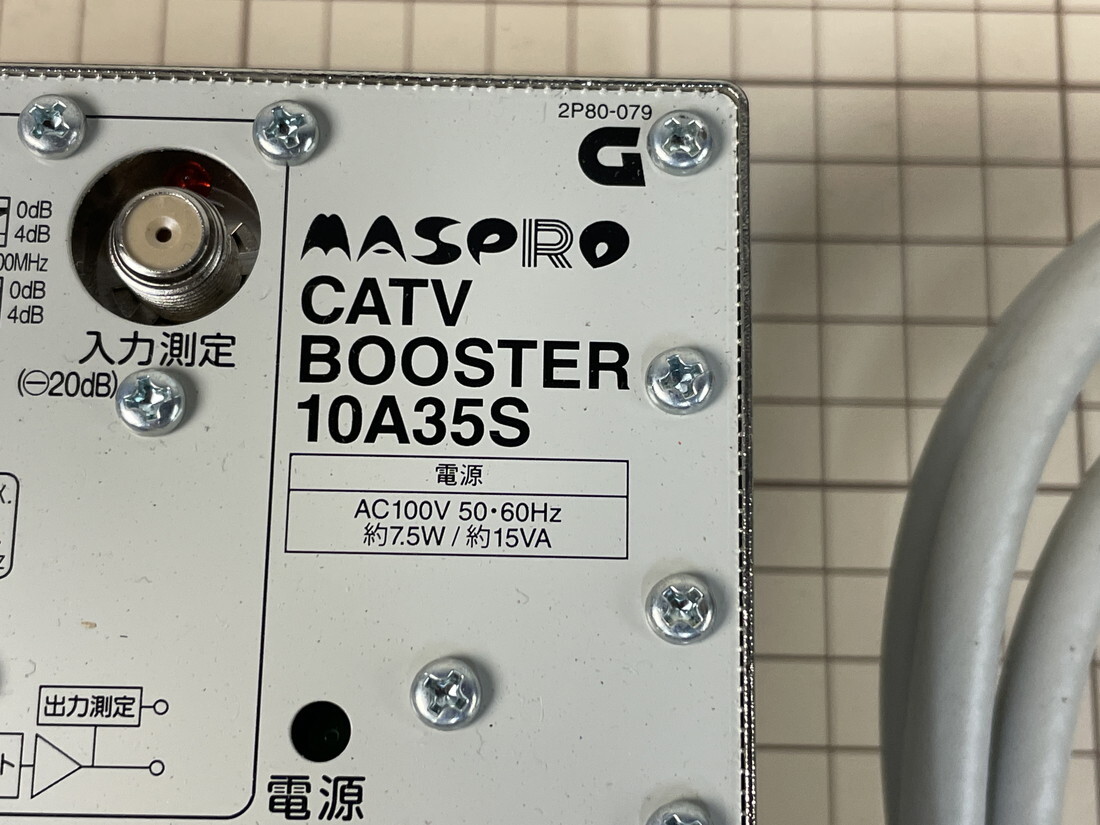 2P80-079
G
MASPRO
CATV
BOOSTER
10A35S
電源
AC100V 50・60Hz
約7.5W / 約15VA
0dB
4dB
00MHz
0dB
4dB
入力測定
(⊖20dB)
出力測定
ト
電源